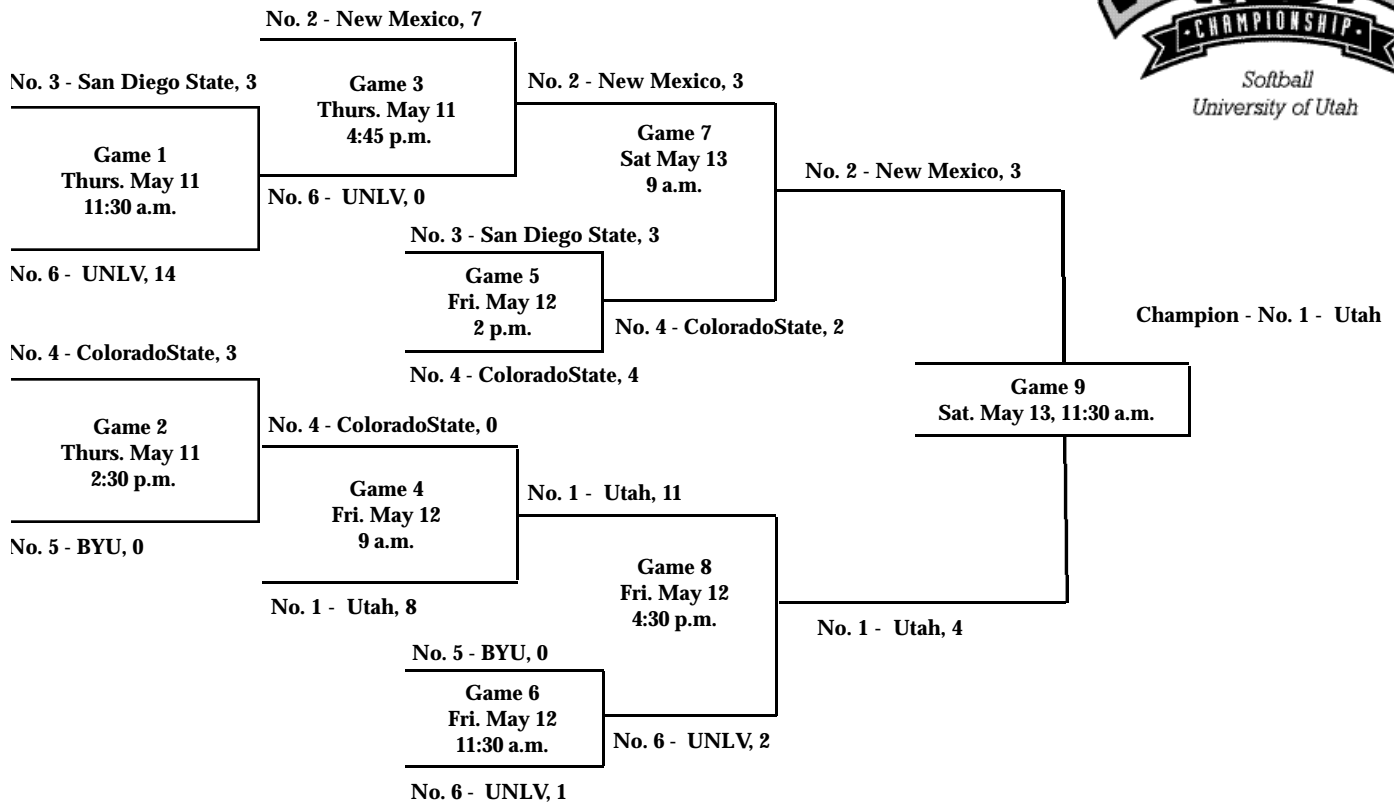 No. 2 - New Mexico, 7
CHAMPIONSHIP
Softball
University of Utah
No. 3 - San Diego State, 3
Game 3
Thurs. May 11
4:45 p.m.
No. 2 - New Mexico, 3
Game 1
Thurs. May 11
11:30 a.m.
Game 7
Sat May 13
9 a.m.
No. 2 - New Mexico, 3
No. 6 - UNLV, 0
No. 3 - San Diego State, 3
No. 6 - UNLV, 14
Game 5
Fri. May 12
2 p.m.
No. 4 - ColoradoState, 2
Champion - No. 1 - Utah
No. 4 - ColoradoState, 3
No. 4 - ColoradoState, 4
Game 9
Sat. May 13, 11:30 a.m.
Game 2
Thurs. May 11
2:30 p.m.
No. 4 - ColoradoState, 0
Game 4
Fri. May 12
9 a.m.
No. 1 - Utah, 11
No. 5 - BYU, 0
Game 8
Fri. May 12
4:30 p.m.
No. 1 - Utah, 8
No. 1 - Utah, 4
No. 5 - BYU, 0
Game 6
Fri. May 12
11:30 a.m.
No. 6 - UNLV, 2
No. 6 - UNLV, 1